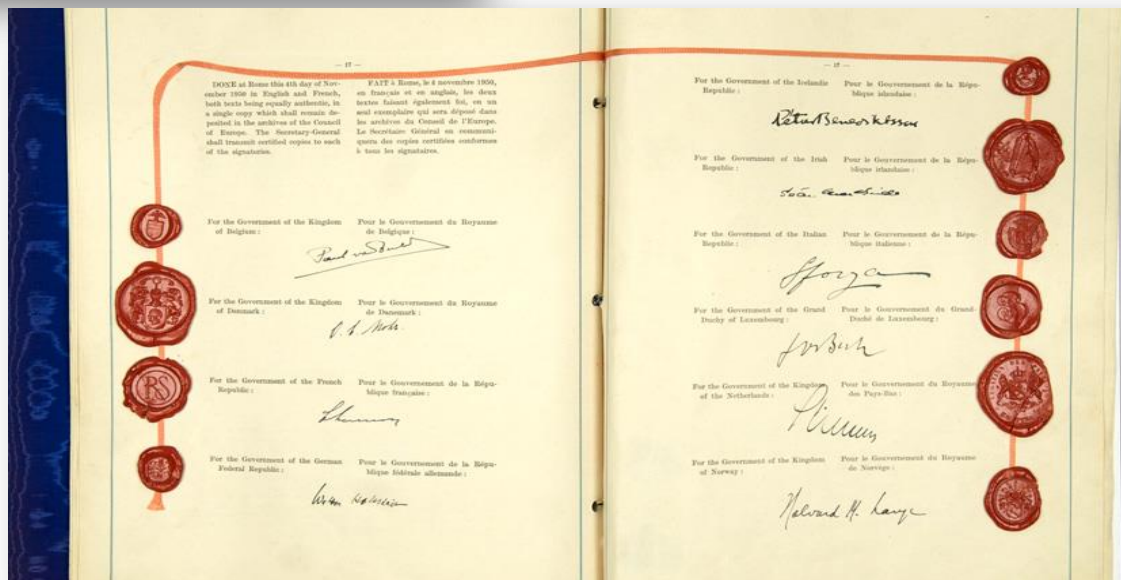 — 17 —
DONE at Rome this 4th day of Nov-
ember 1950 in English and French,
both texts being equally authentic, in
a single copy which shall remain de-
posited in the archives of the Council
of Europe. The Secretary-General
shall transmit certified copies to each
of the signatories.
FAIT à Rome, le 4 novembre 1950,
en français et en anglais, les deux
textes faisant également foi, en un
seul exemplaire qui sera déposé dans
les archives du Conseil de l'Europe.
Le Secrétaire Général en communi-
quera des copies certifiées conformes
à tous les signataires.
For the Government of the Kingdom
of Belgium :
Pour le Gouvernement du Royaume
de Belgique :
Paul van
For the Government of the Kingdom
of Denmark :
Pour le Gouvernement du Royaume
de Danemark :
For the Government of the French
Republic :
Pour le Gouvernement de la Répu-
blique française :
RS
For the Government of the German
Federal Republic :
Pour le Gouvernement de la Répu-
blique fédérale allemande :
— 17 —
For the Government of the Icelandic
Republic :
Pour le Gouvernement de la Répu-
blique islandaise :
For the Government of the Irish
Republic :
Pour le Gouvernement de la Répu-
blique irlandaise :
For the Government of the Italian
Republic :
Pour le Gouvernement de la Répu-
blique italienne :
Sforza
For the Government of the Grand
Duchy of Luxembourg :
Pour le Gouvernement du Grand-
Duché de Luxembourg :
For the Government of the Kingdom
of the Netherlands :
Pour le Gouvernement du Royaume
des Pays-Bas :
For the Government of the Kingdom
of Norway :
Pour le Gouvernement du Royaume
de Norvège :
Halvard M. Lange